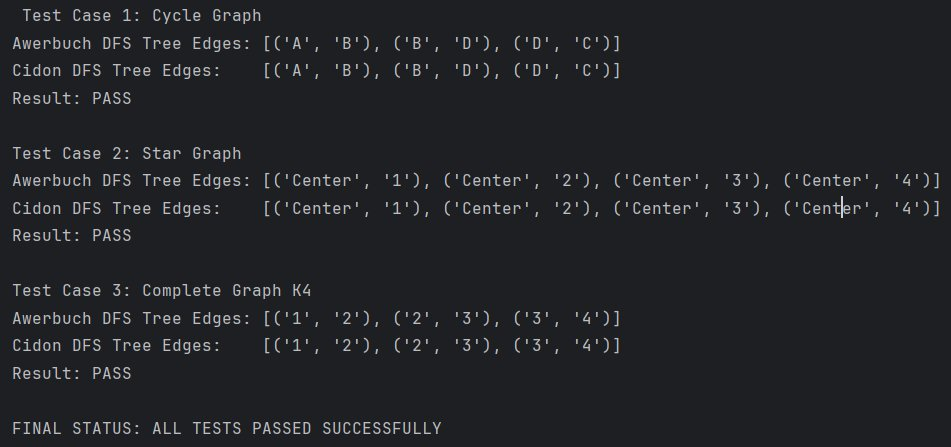 Test Case 1: Cycle Graph
Awerbuch DFS Tree Edges: [('A', 'B'), ('B', 'D'), ('D', 'C')]
Cidon DFS Tree Edges:    [('A', 'B'), ('B', 'D'), ('D', 'C')]
Result: PASS
Test Case 2: Star Graph
Awerbuch DFS Tree Edges: [('Center', '1'), ('Center', '2'), ('Center', '3'), ('Center', '4')]
Cidon DFS Tree Edges:    [('Center', '1'), ('Center', '2'), ('Center', '3'), ('Center', '4')]
Result: PASS
Test Case 3: Complete Graph K4
Awerbuch DFS Tree Edges: [('1', '2'), ('2', '3'), ('3', '4')]
Cidon DFS Tree Edges:    [('1', '2'), ('2', '3'), ('3', '4')]
Result: PASS
FINAL STATUS: ALL TESTS PASSED SUCCESSFULLY